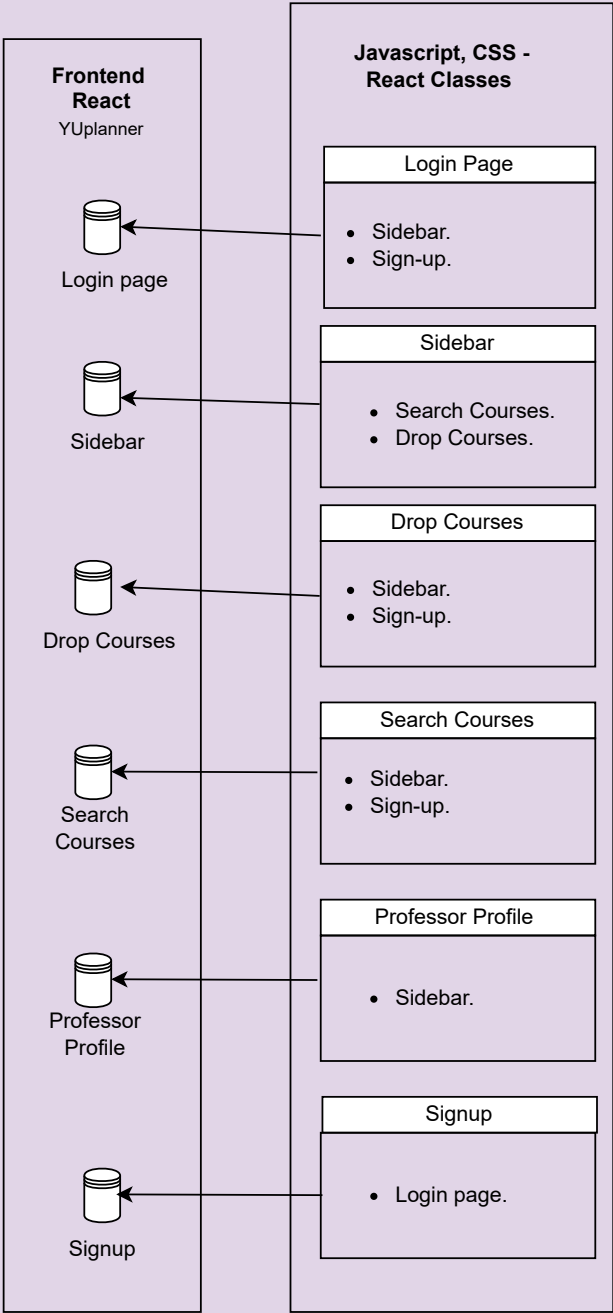 Frontend
React
YUplanner
Login page
Sidebar
Drop Courses
Search
Courses
Professor
Profile
Signup
Javascript, CSS -
React Classes
Login Page
Sidebar.
Sign-up.
Sidebar
Search Courses.
Drop Courses.
Drop Courses
Sidebar.
Sign-up.
Search Courses
Sidebar.
Sign-up.
Professor Profile
Sidebar.
Signup
Login page.